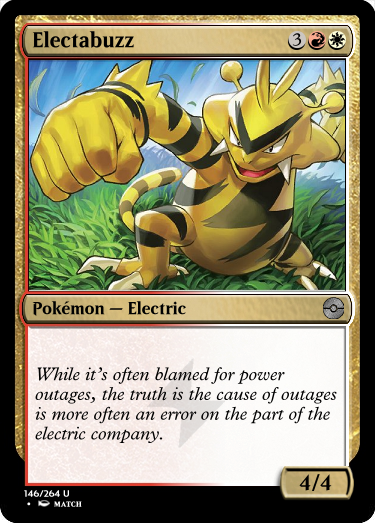 Electabuzz 3
Pokémon — Electric
While it's often blamed for power
outages, the truth is the cause of outages
is more often an error on the part of the
electric company.
4/4
146/264 U
• MATCH